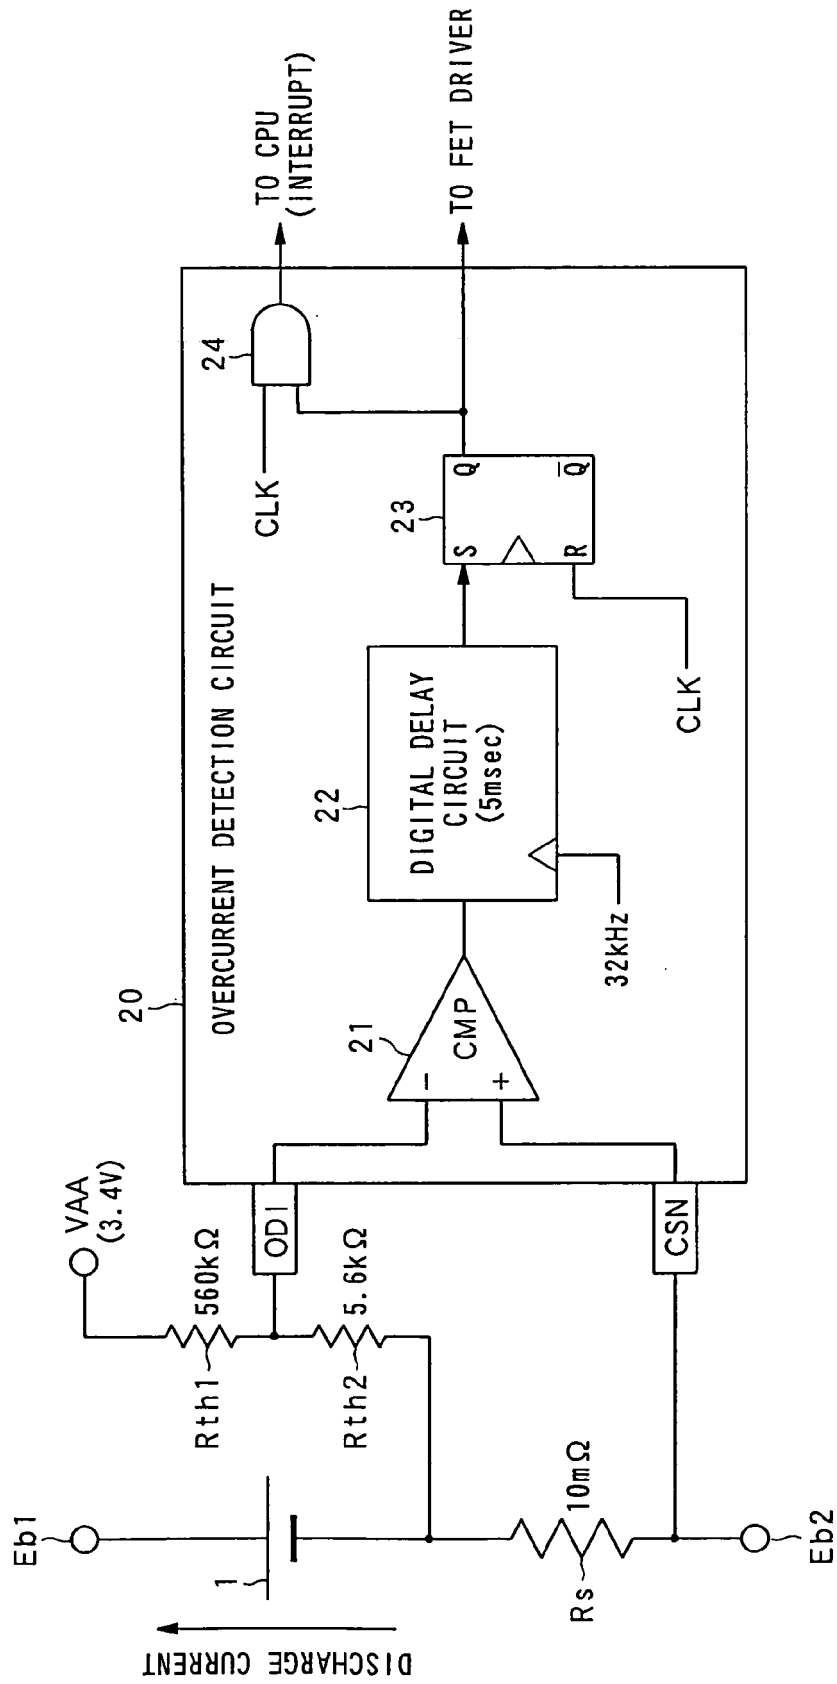 20
OVERCURRENT DETECTION CIRCUIT
Eb1
1
DISCHARGE CURRENT
VAA
(3.4V)
Rth1
560kΩ
Rth2
5.6kΩ
Rs
10mΩ
Eb2
ODI
CSN
21
CMP
−
+
22
DIGITAL DELAY
CIRCUIT
(5msec)
32kHz
23
S
R
Q
Q̅
CLK
24
CLK
TO CPU
(INTERRUPT)
TO FET DRIVER